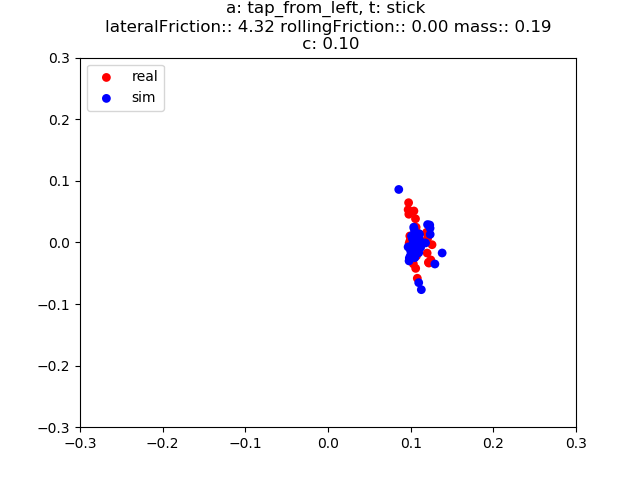 a: tap_from_left, t: stick
lateralFriction:: 4.32 rollingFriction:: 0.00 mass:: 0.19
c: 0.10
real
sim
0.3
0.2
0.1
0.0
−0.1
−0.2
−0.3
−0.3
−0.2
−0.1
0.0
0.1
0.2
0.3